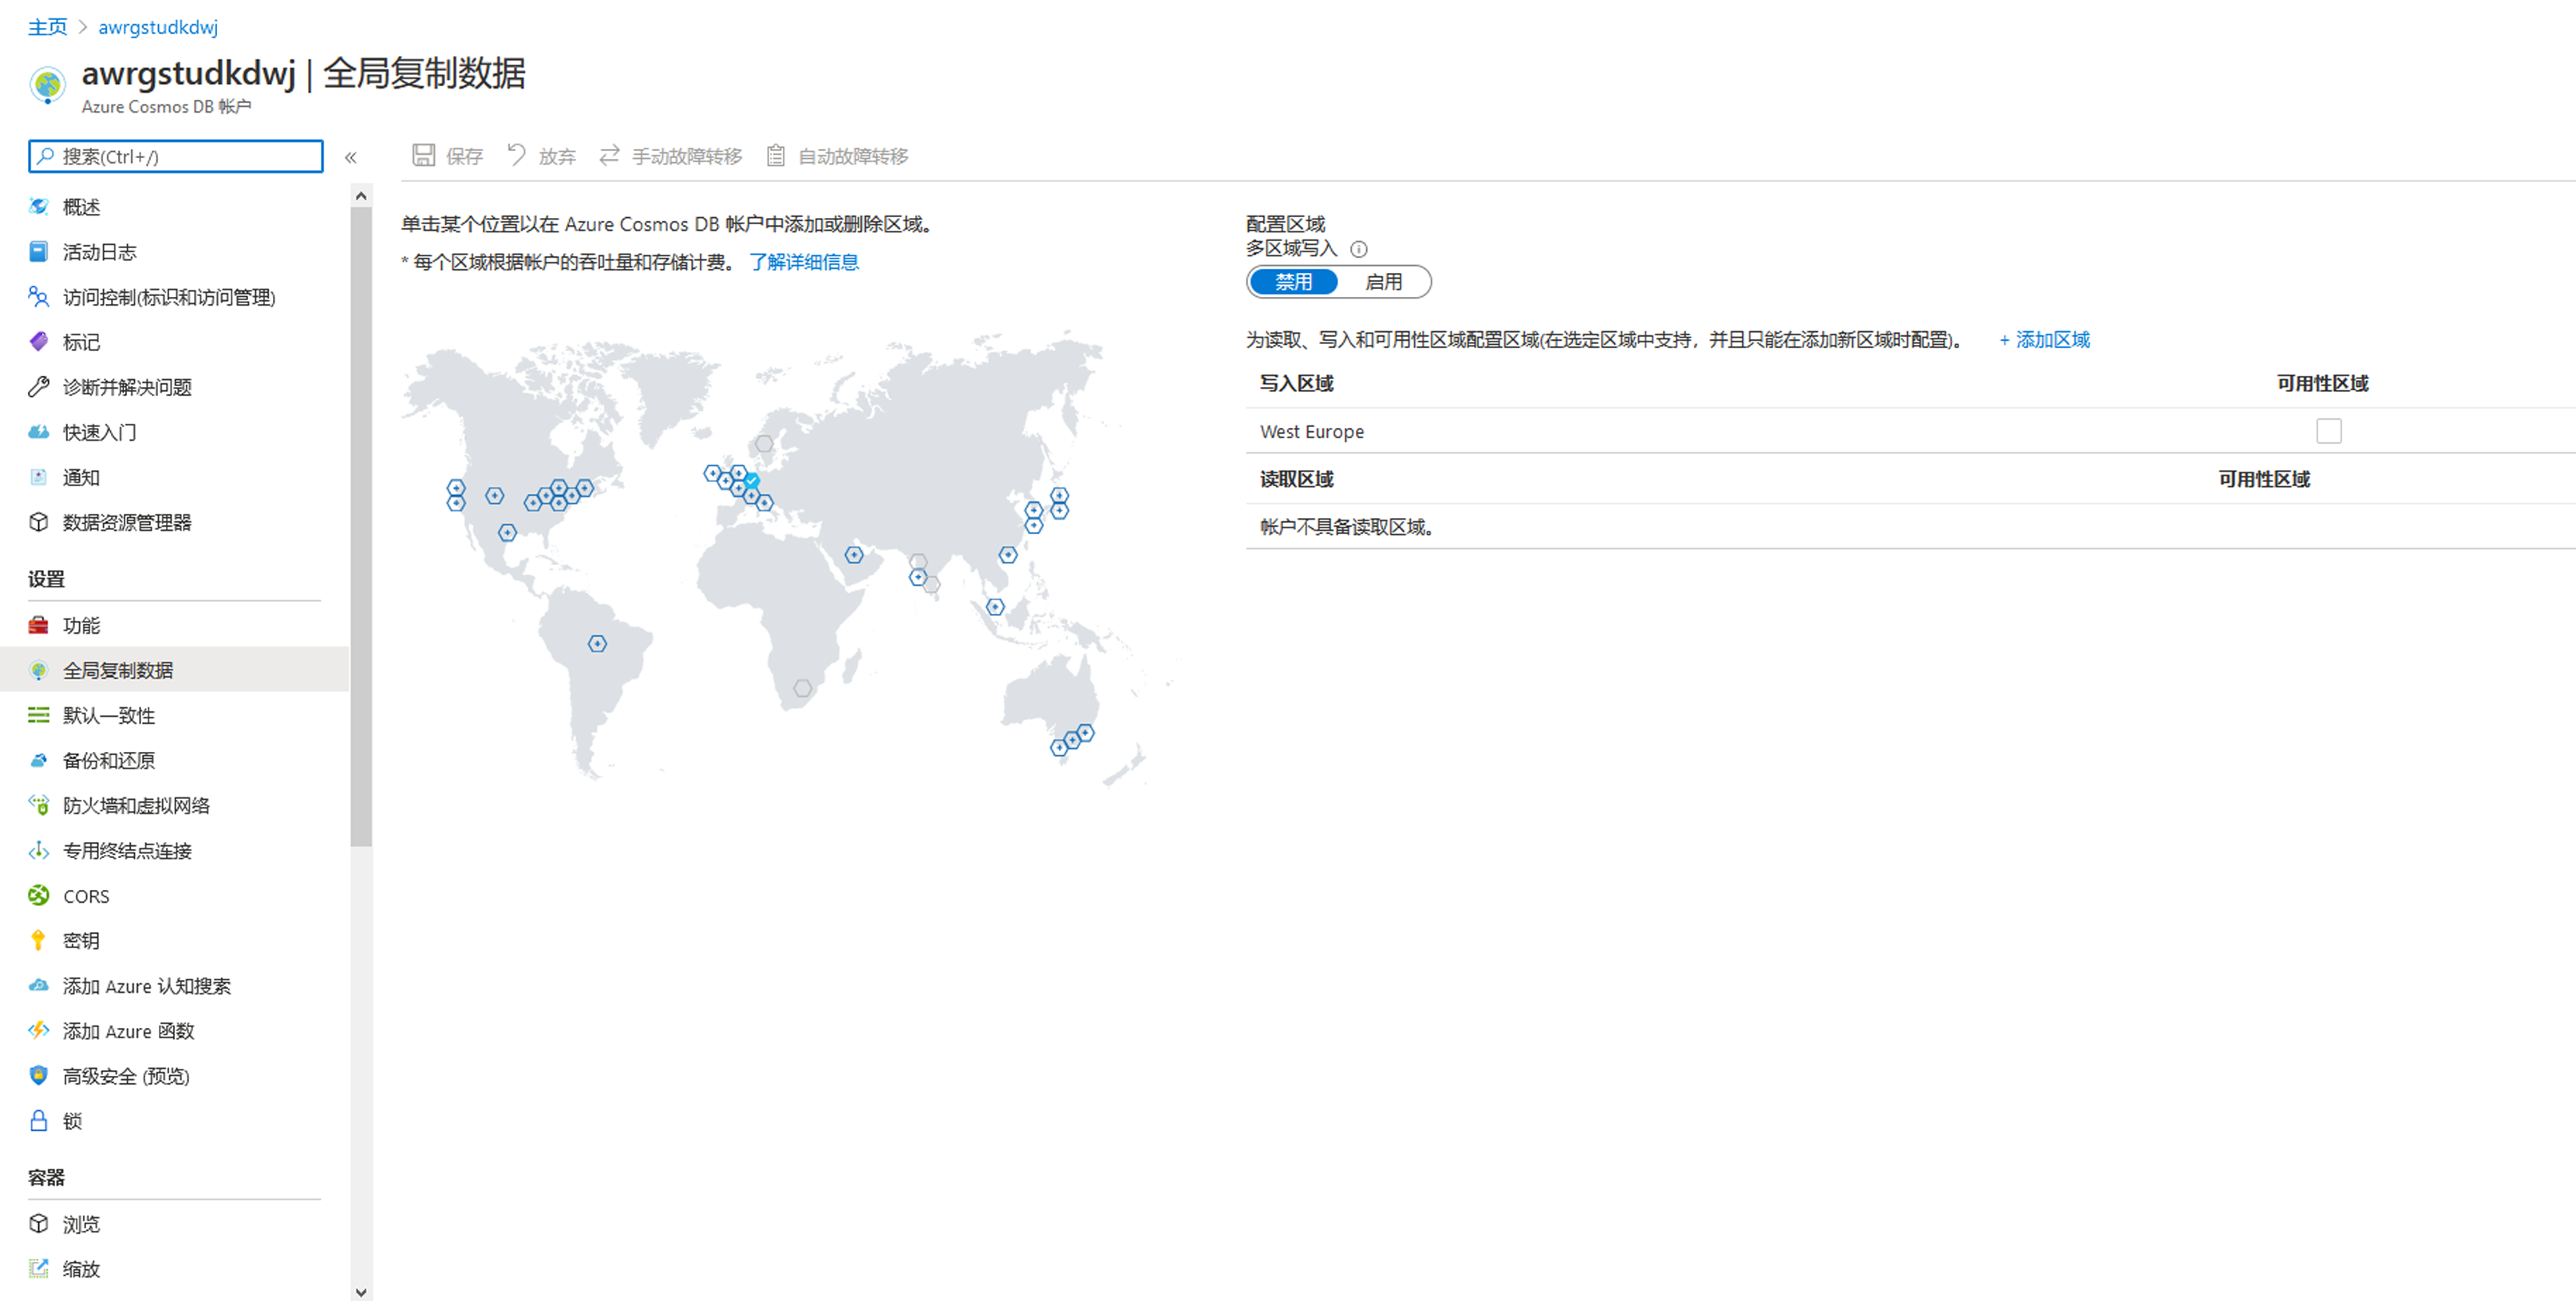 主页 > awrgstudkdwj
awrgstudkdwj | 全局复制数据
Azure Cosmos DB 帐户
搜索(Ctrl+/)
«
概述
活动日志
访问控制(标识和访问管理)
标记
诊断并解决问题
快速入门
通知
数据资源管理器
设置
功能
全局复制数据
默认一致性
备份和还原
防火墙和虚拟网络
专用终结点连接
CORS
密钥
添加 Azure 认知搜索
添加 Azure 函数
高级安全 (预览)
锁
容器
浏览
缩放
保存 放弃 手动故障转移 自动故障转移
单击某个位置以在 Azure Cosmos DB 帐户中添加或删除区域。
* 每个区域根据帐户的吞吐量和存储计费。 了解详细信息
配置区域
多区域写入
禁用 启用
为读取、写入和可用性区域配置区域(在选定区域中支持，并且只能在添加新区域时配置)。 + 添加区域
写入区域 可用性区域
West Europe
读取区域 可用性区域
帐户不具备读取区域。